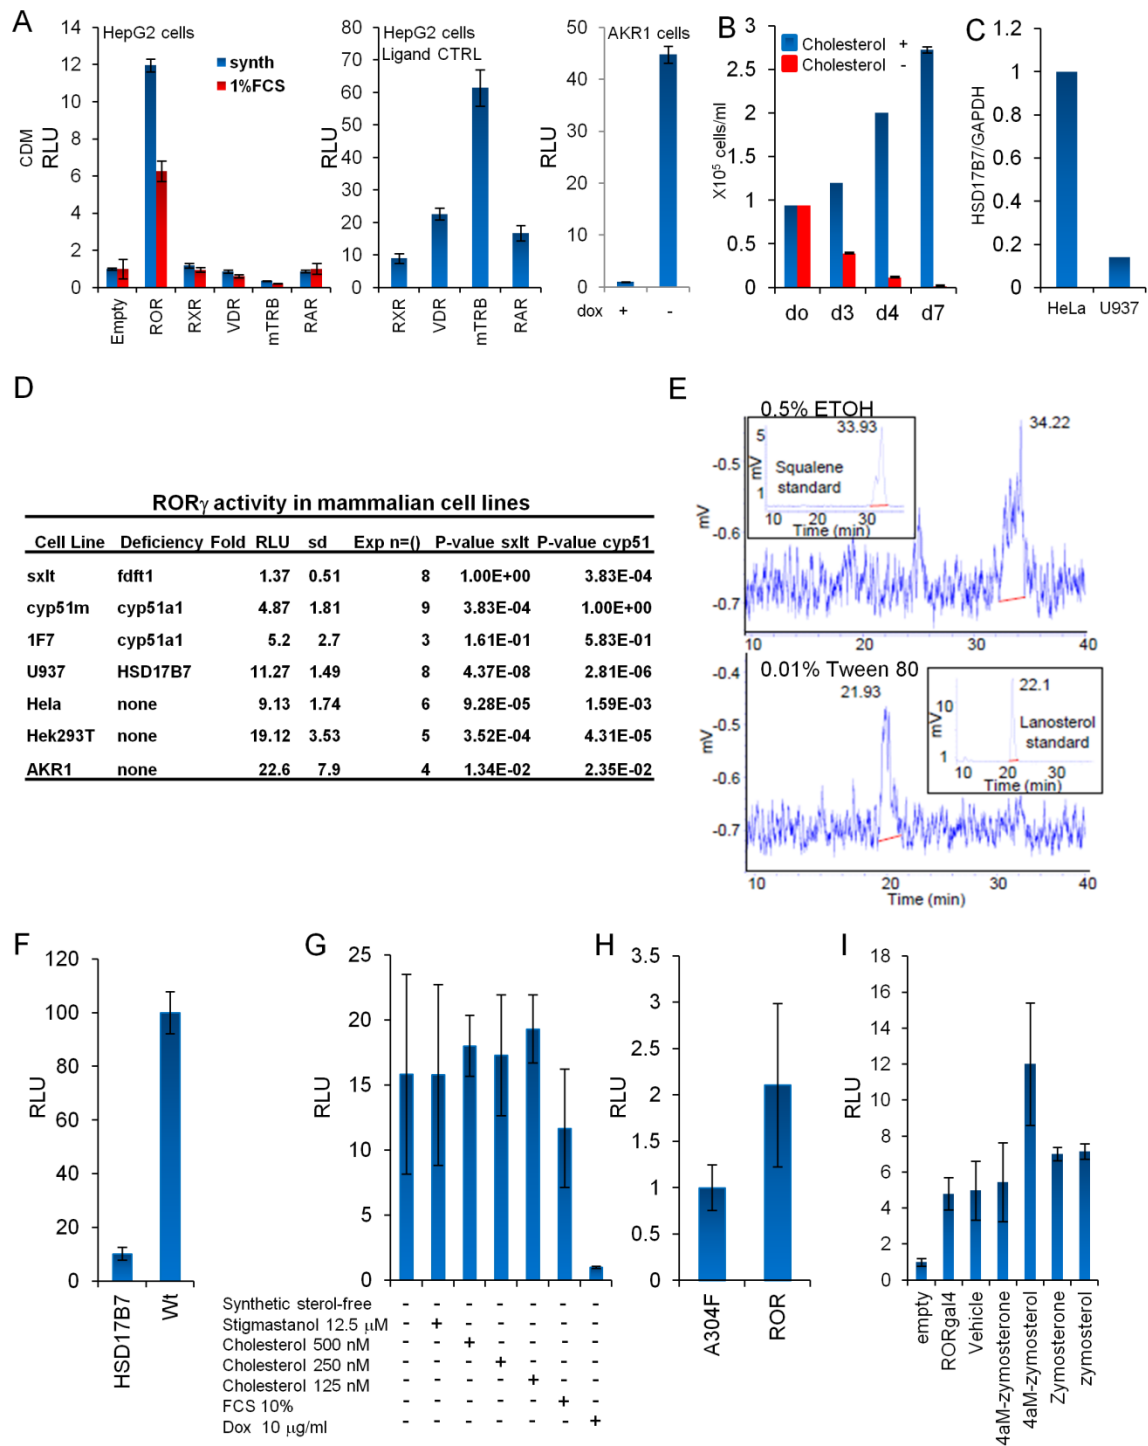 A
HepG2 cells
synth
1%FCS
CDM
RLU
14
12
10
8
6
4
2
0
Empty
ROR
RXR
VDR
mTRB
RAR
HepG2 cells
Ligand CTRL
RLU
80
70
60
50
40
30
20
10
0
RXR
VDR
mTRB
RAR
AKR1 cells
RLU
50
40
30
20
10
0
dox + -
B
Cholesterol +
Cholesterol -
X10⁵ cells/ml
3
2.5
2
1.5
1
0.5
0
do d3 d4 d7
C
HSD17B7/GAPDH
1.2
1
0.8
0.6
0.4
0.2
0
HeLa U937
D
RORγ activity in mammalian cell lines
Cell Line Deficiency Fold RLU sd Exp n=() P-value sxlt P-value cyp51
sxlt fdft1 1.37 0.51 8 1.00E+00 3.83E-04
cyp51m cyp51a1 4.87 1.81 9 3.83E-04 1.00E+00
1F7 cyp51a1 5.2 2.7 3 1.61E-01 5.83E-01
U937 HSD17B7 11.27 1.49 8 4.37E-08 2.81E-06
Hela none 9.13 1.74 6 9.28E-05 1.59E-03
Hek293T none 19.12 3.53 5 3.52E-04 4.31E-05
AKR1 none 22.6 7.9 4 1.34E-02 2.35E-02
E
0.5% ETOH
33.93
34.22
5
mV
1
Squalene
standard
10 20 30
Time (min)
-0.5
mV
-0.6
-0.7
10 20 30 40
0.01% Tween 80
21.93
22.1
10
mV
1
Lanosterol
standard
10 20 30
Time (min)
-0.4
-0.5
mV
-0.6
-0.7
10 20 30 40
Time (min)
F
RLU
120
100
80
60
40
20
0
HSD17B7
Wt
G
RLU
25
20
15
10
5
0
Synthetic sterol-free - - - - - - -
Stigmastanol 12.5 μM - + - - - - -
Cholesterol 500 nM - - + - - - -
Cholesterol 250 nM - - - + - - -
Cholesterol 125 nM - - - - + - -
FCS 10% - - - - - + -
Dox 10 μg/ml - - - - - - +
H
RLU
3.5
3
2.5
2
1.5
1
0.5
0
A304F
ROR
I
RLU
18
16
14
12
10
8
6
4
2
0
empty
RORgal4
Vehicle
4aM-zymosterone
4aM-zymosterol
Zymosterone
zymosterol